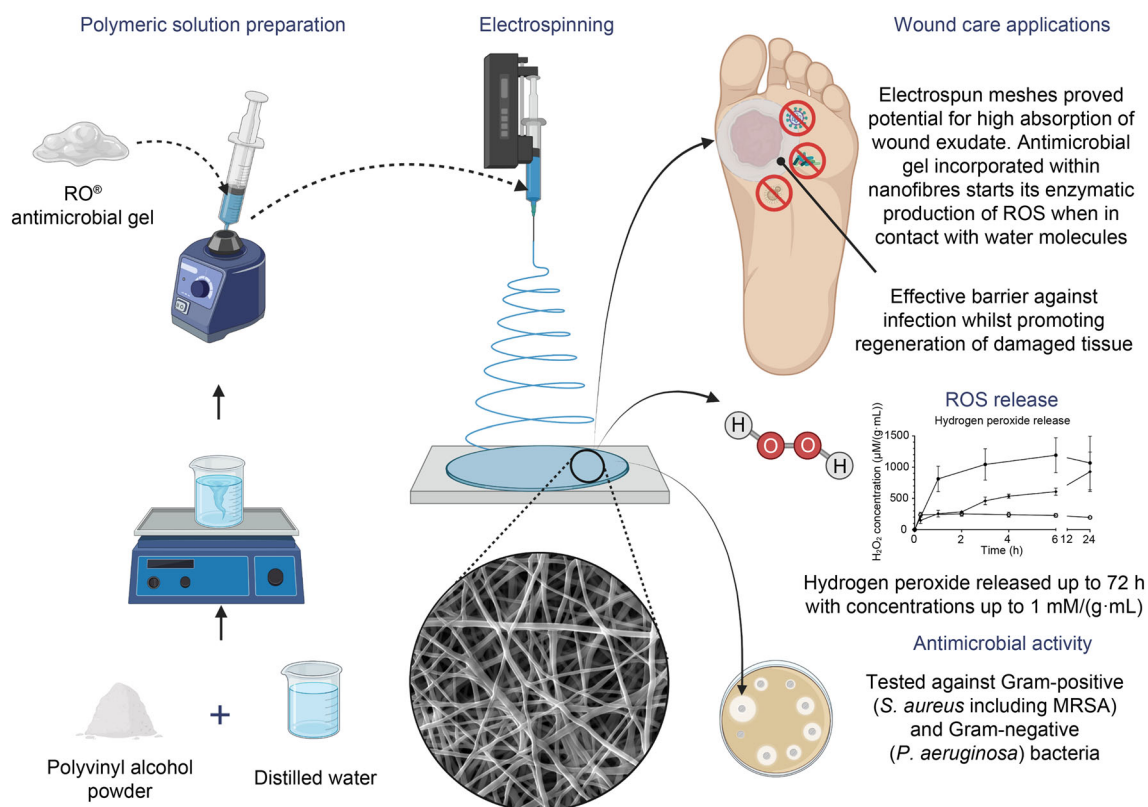 Polymeric solution preparation
RO®
antimicrobial gel
Polyvinyl alcohol
powder
+
Distilled water
Electrospinning
Wound care applications
Electrospun meshes proved
potential for high absorption of
wound exudate. Antimicrobial
gel incorporated within
nanofibres starts its enzymatic
production of ROS when in
contact with water molecules
Effective barrier against
infection whilst promoting
regeneration of damaged tissue
H
O
O
H
ROS release
Hydrogen peroxide release
H₂O₂ concentration (μM/(g·mL))
1500
1000
500
0
0 2 4 6 12 24
Time (h)
Hydrogen peroxide released up to 72 h
with concentrations up to 1 mM/(g·mL)
Antimicrobial activity
Tested against Gram-positive
(S. aureus including MRSA)
and Gram-negative
(P. aeruginosa) bacteria